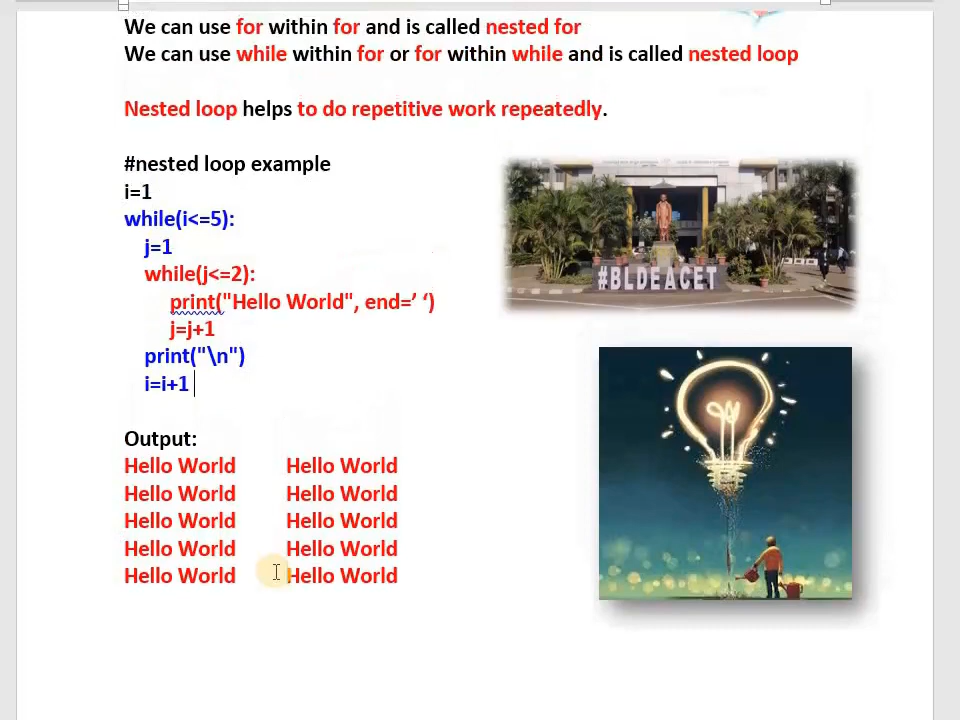 We can use for within for and is called nested for
We can use while within for or for within while and is called nested loop
Nested loop helps to do repetitive work repeatedly.
#nested loop example
i=1
while(i<=5):
j=1
while(j<=2):
print("Hello World", end=’ ‘)
j=j+1
print("\n")
i=i+1
#BLDEACET
Output:
Hello World Hello World
Hello World Hello World
Hello World Hello World
Hello World Hello World
Hello World Hello World